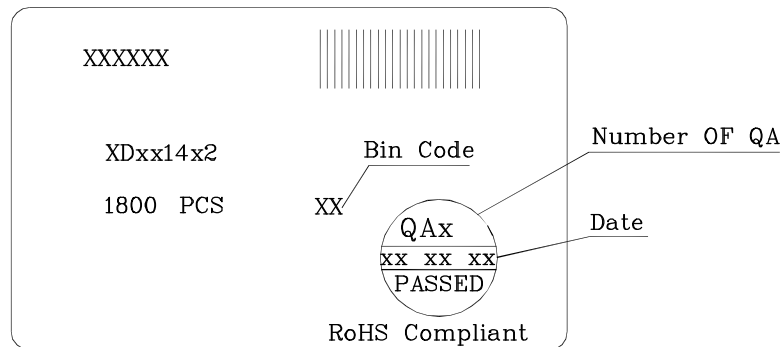 XXXXXX
Number OF QA
XDxx14x2
Bin Code
1800 PCS
XX
QAx
Date
xx xx xx
PASSED
RoHS Compliant